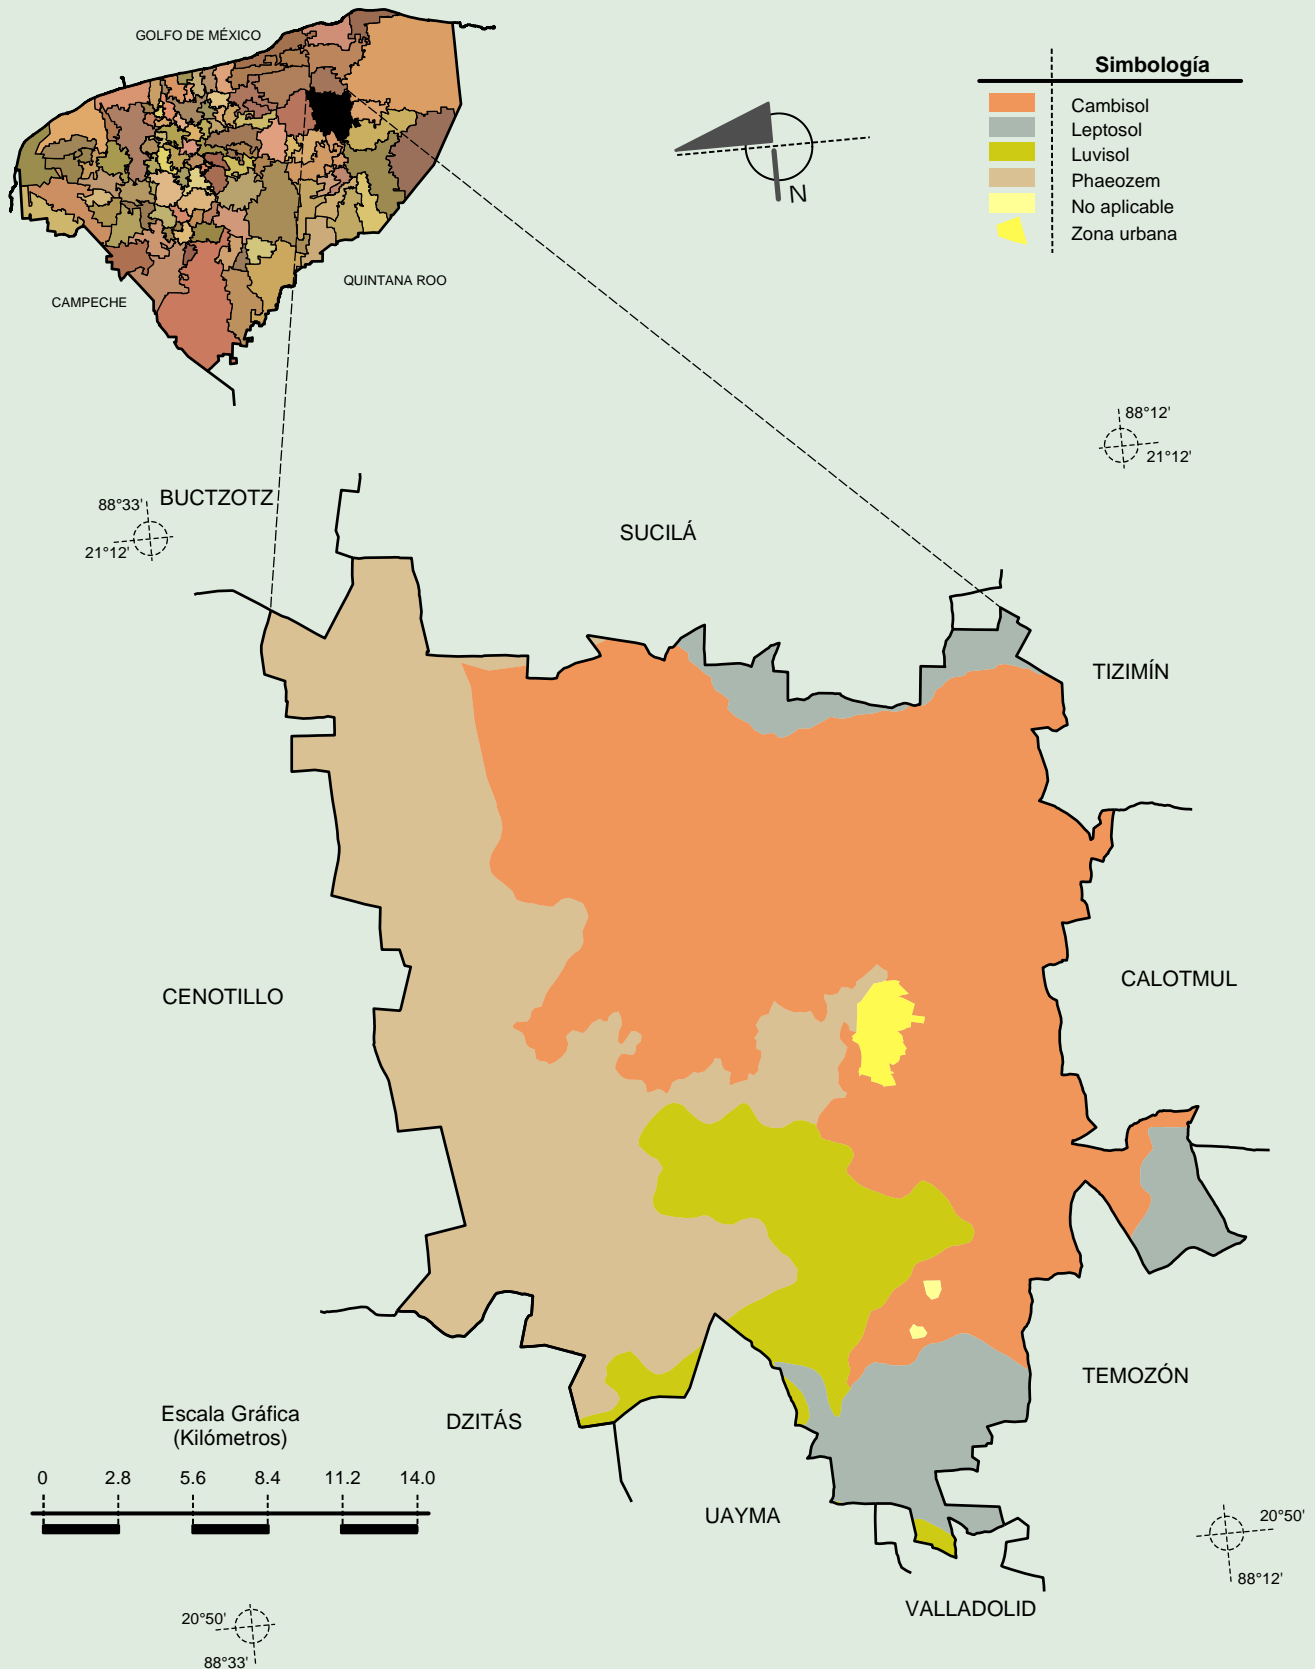 GOLFO DE MÉXICO
CAMPECHE
QUINTANA ROO
Simbología
Cambisol
Leptosol
Luvisol
Phaeozem
No aplicable
Zona urbana
N
88°12'
21°12'
88°33'
21°12'
BUCTZOTZ
SUCILÁ
TIZIMÍN
CENOTILLO
CALOTMUL
TEMOZÓN
DZITÁS
UAYMA
VALLADOLID
Escala Gráfica
(Kilómetros)
0 2.8 5.6 8.4 11.2 14.0
20°50'
88°12'
20°50'
88°33'